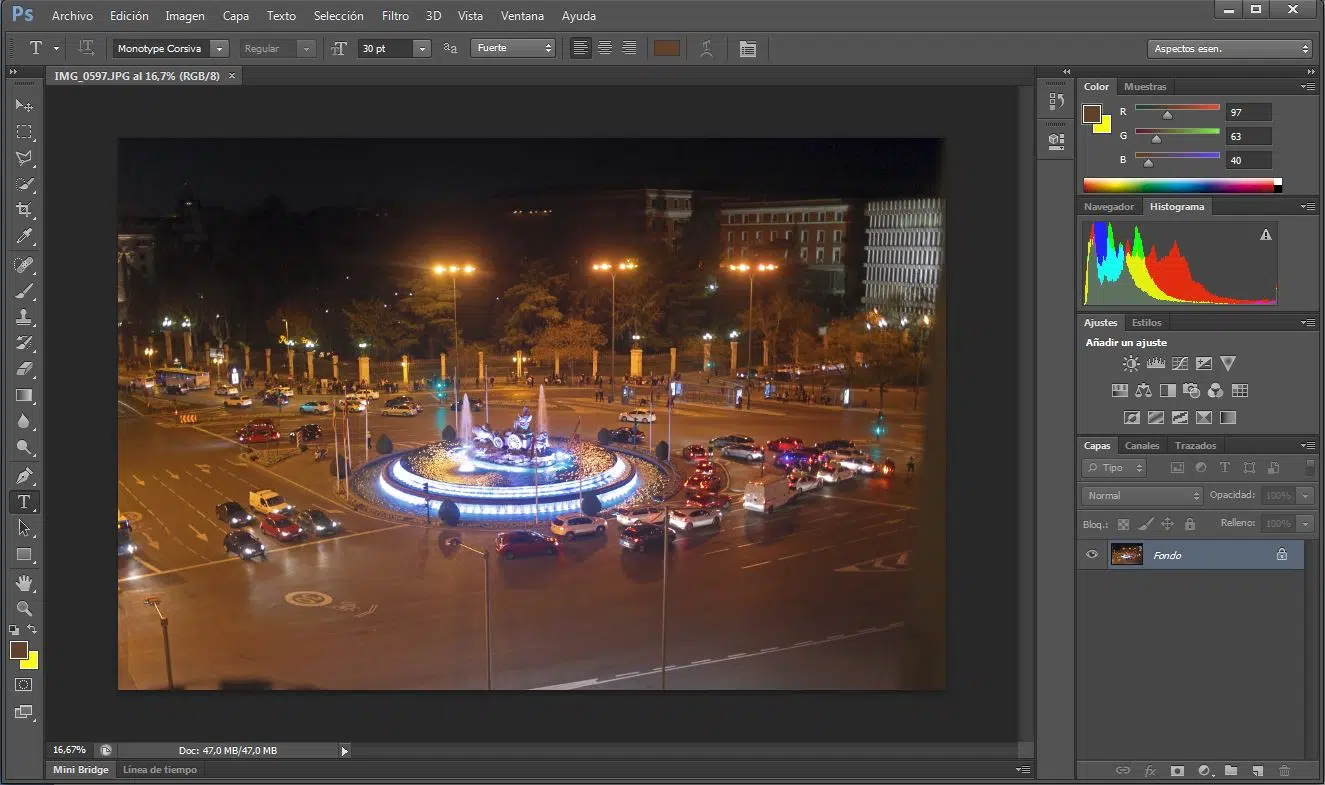 Ps Archivo Edición Imagen Capa Texto Selección Filtro 3D Vista Ventana Ayuda
T Monotype Corsiva Regular 30 pt aa Fuerte Aspectos esen.
IMG_0597.JPG al 16,7% (RGB/8) ×
Color Muestras
R 97
G 63
B 40
Navegador Histograma
Ajustes Estilos
Añadir un ajuste
Capas Canales Trazados
Tipo T
Normal Opacidad: 100%
Bloq.: Relleno: 100%
Fondo
fx
16,67% Doc: 47,0 MB/47,0 MB
Mini Bridge Línea de tiempo